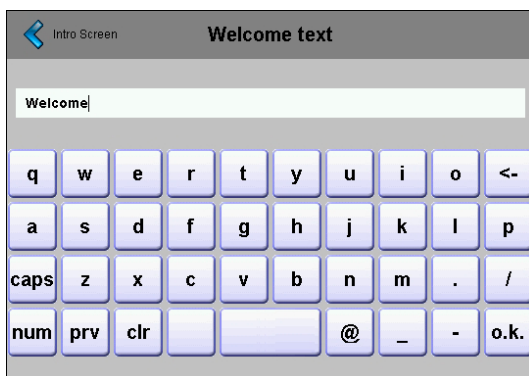 Intro Screen Welcome text
Welcome
q w e r t y u i o <-
a s d f g h j k l p
caps z x c v b n m . /
num prv clr @ _ - o.k.